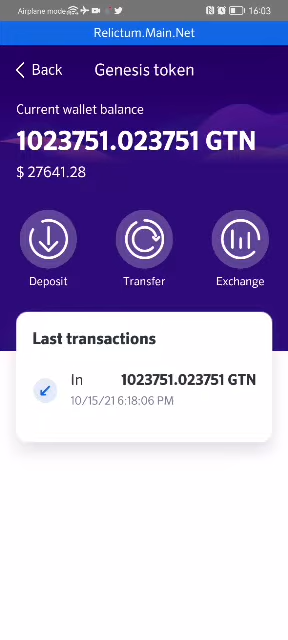 Airplane mode 16:03
Relictum.Main.Net
Back Genesis token
Current wallet balance
1023751.023751 GTN
$ 27641.28
Deposit Transfer Exchange
Last transactions
In 1023751.023751 GTN
10/15/21 6:18:06 PM